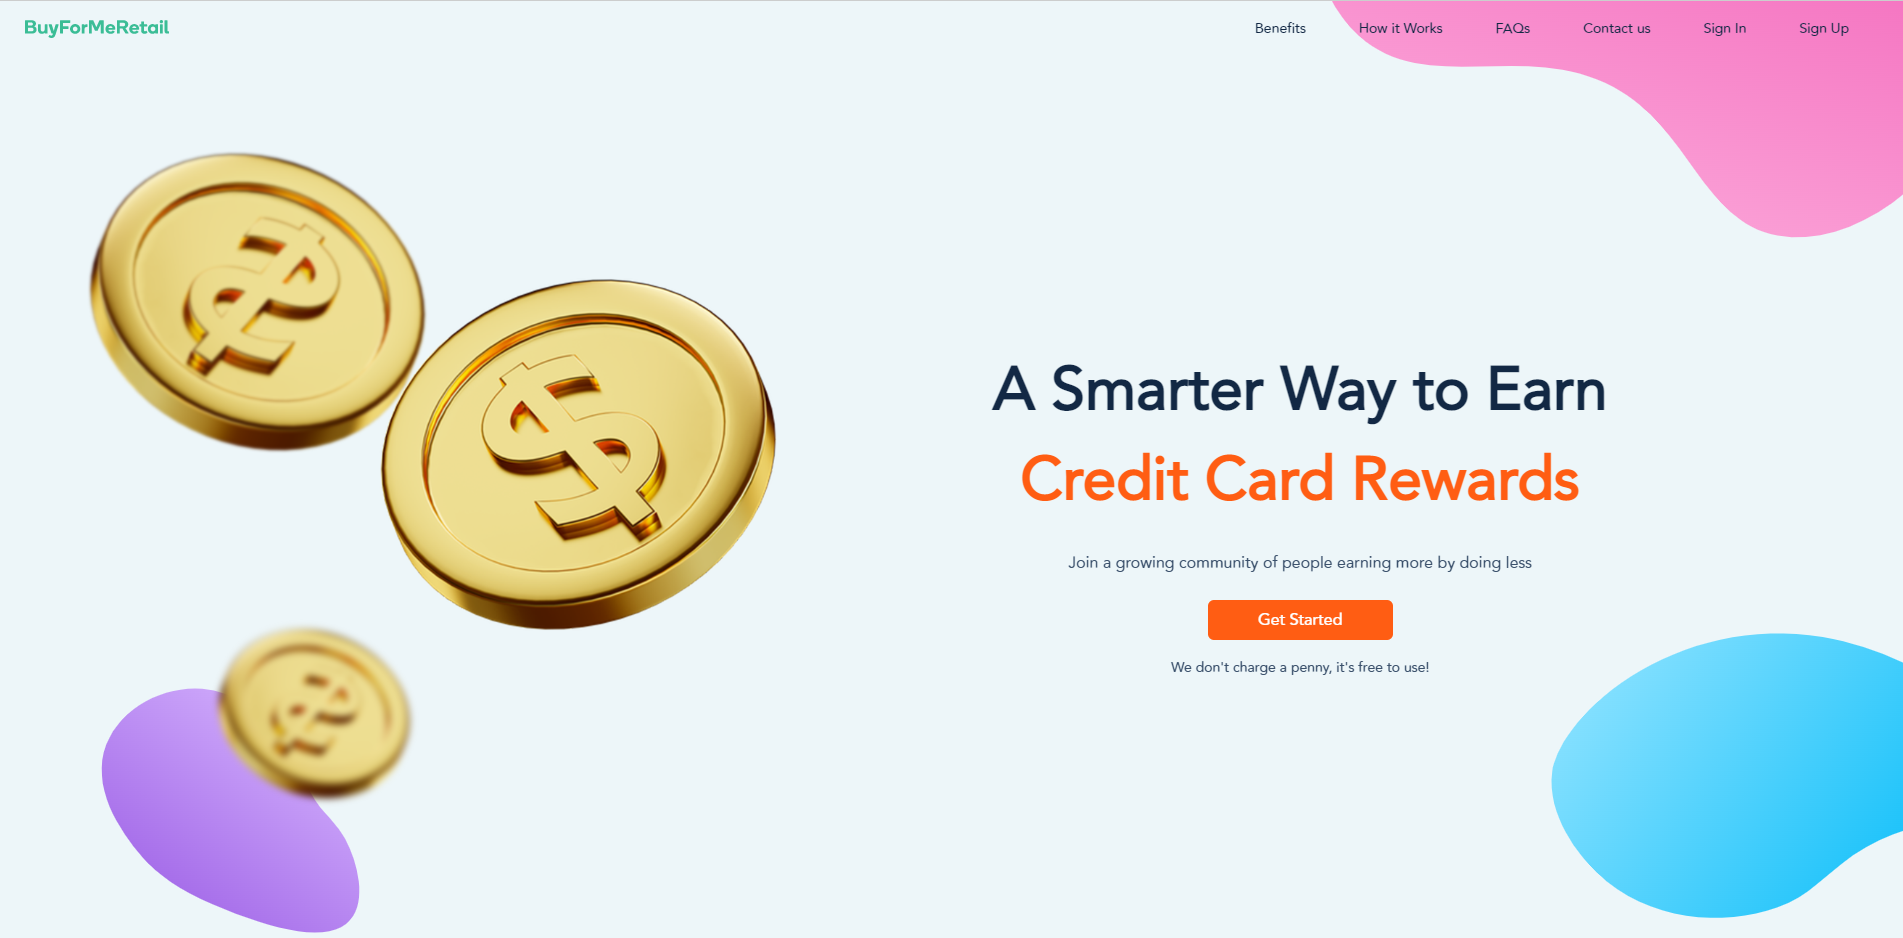 BuyForMeRetail
Benefits How it Works FAQs Contact us Sign In Sign Up
A Smarter Way to Earn
Credit Card Rewards
Join a growing community of people earning more by doing less
Get Started
We don't charge a penny, it's free to use!